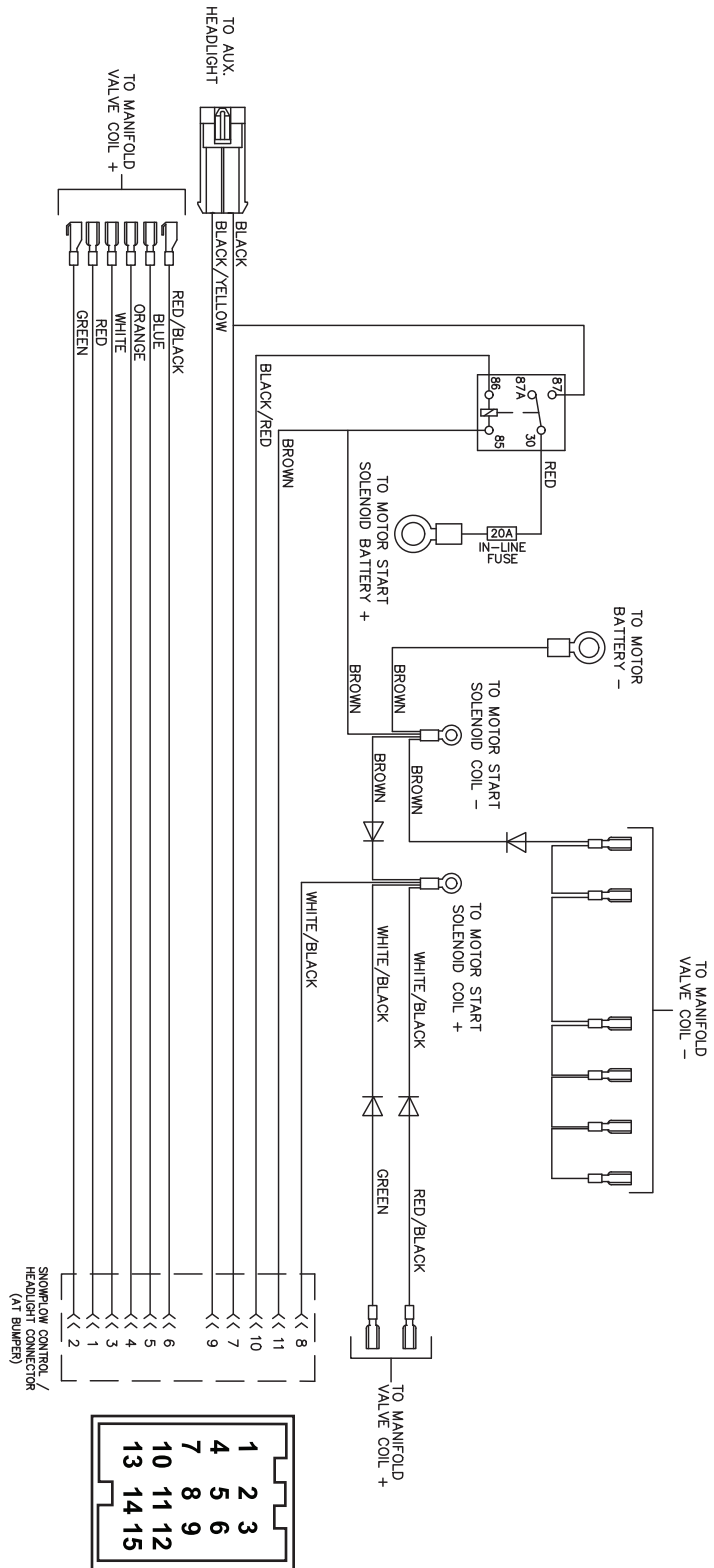 TO AUX.
HEADLIGHT
TO MANIFOLD
VALVE COIL +
BLACK
BLACK/YELLOW
RED/BLACK
BLUE
ORANGE
WHITE
RED
GREEN
87
87A
86
30
85
RED
20A
IN-LINE
FUSE
BLACK/RED
BROWN
TO MOTOR START
SOLENOID BATTERY +
TO MOTOR
BATTERY -
BROWN
BROWN
TO MOTOR START
SOLENOID COIL -
BROWN
BROWN
TO MANIFOLD
VALVE COIL -
TO MOTOR START
SOLENOID COIL +
WHITE/BLACK
WHITE/BLACK
WHITE/BLACK
RED/BLACK
GREEN
TO MANIFOLD
VALVE COIL +
8
11
10
7
9
6
5
4
3
1
2
SNOWPLOW CONTROL /
HEADLIGHT CONNECTOR
(AT BUMPER)
1 2 3
4 5 6
7 8 9
10 11 12
13 14 15